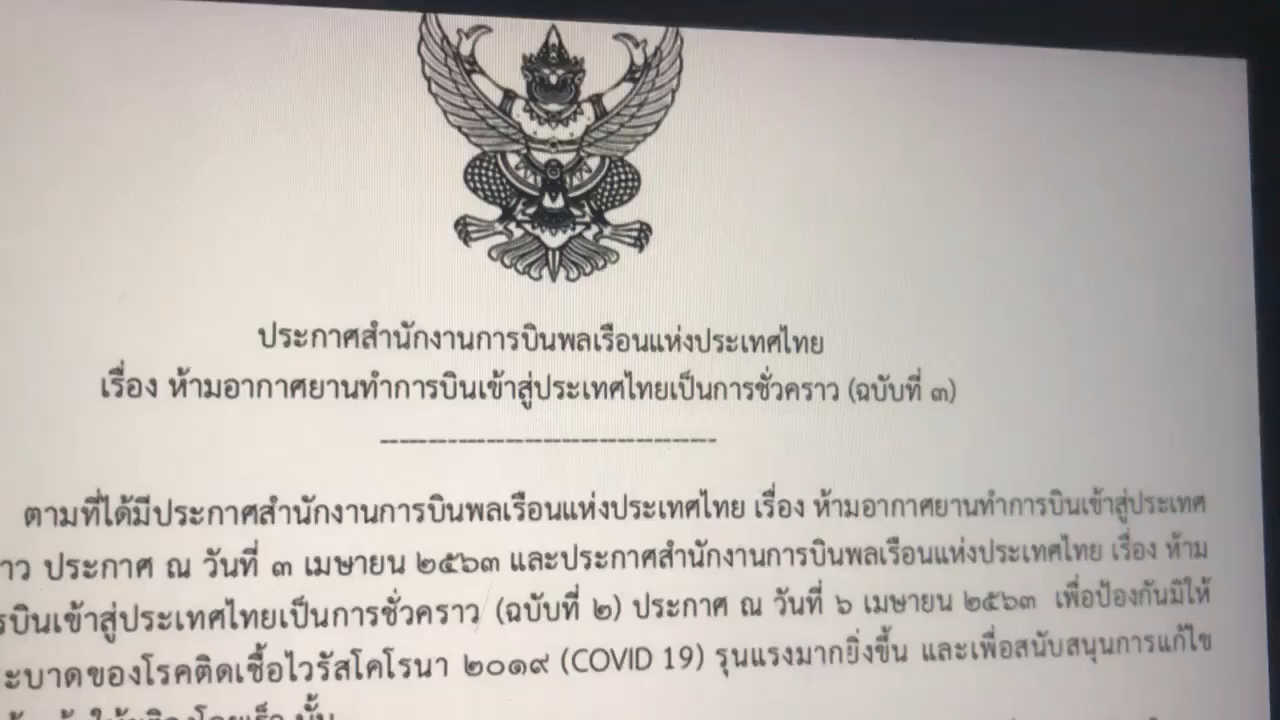 ประกาศสำนักงานการบินพลเรือนแห่งประเทศไทย
เรื่อง ห้ามอากาศยานทำการบินเข้าสู่ประเทศไทยเป็นการชั่วคราว (ฉบับที่ ๓)
ตามที่ได้มีประกาศสำนักงานการบินพลเรือนแห่งประเทศไทย เรื่อง ห้ามอากาศยานทำการบินเข้าสู่ประเทศ
าว ประกาศ ณ วันที่ ๓ เมษายน ๒๕๖๓ และประกาศสำนักงานการบินพลเรือนแห่งประเทศไทย เรื่อง ห้าม
รบินเข้าสู่ประเทศไทยเป็นการชั่วคราว (ฉบับที่ ๒) ประกาศ ณ วันที่ ๖ เมษายน ๒๕๖๓ เพื่อป้องกันมิให้
ะบาดของโรคติดเชื้อไวรัสโคโรนา ๒๐๑๙ (COVID 19) รุนแรงมากยิ่งขึ้น และเพื่อสนับสนุนการแก้ไข
นั้น